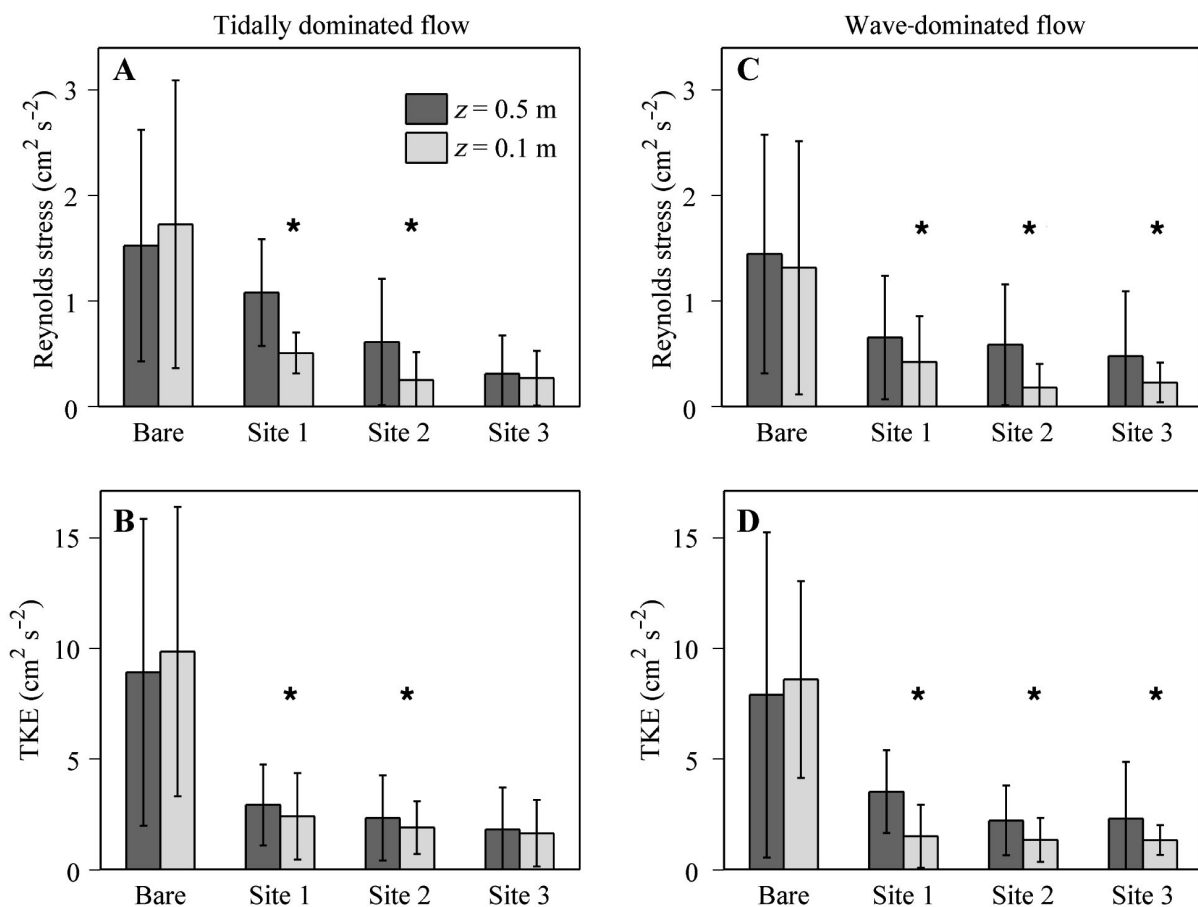 Tidally dominated flow
Wave-dominated flow
A
Reynolds stress (cm² s⁻²)
3
2
1
0
z = 0.5 m
z = 0.1 m
*
*
Bare
Site 1
Site 2
Site 3
C
Reynolds stress (cm² s⁻²)
3
2
1
0
*
*
*
Bare
Site 1
Site 2
Site 3
B
TKE (cm² s⁻²)
15
10
5
0
*
*
Bare
Site 1
Site 2
Site 3
D
TKE (cm² s⁻²)
15
10
5
0
*
*
*
Bare
Site 1
Site 2
Site 3